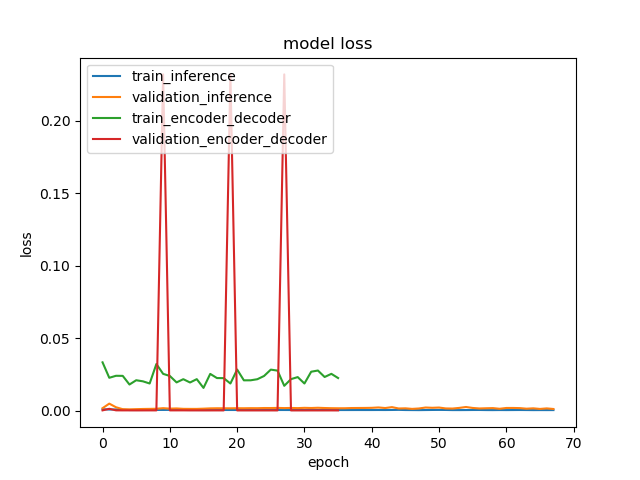 model loss
train_inference
validation_inference
train_encoder_decoder
validation_encoder_decoder
0.20
0.15
0.10
0.05
0.00
loss
0 10 20 30 40 50 60 70
epoch